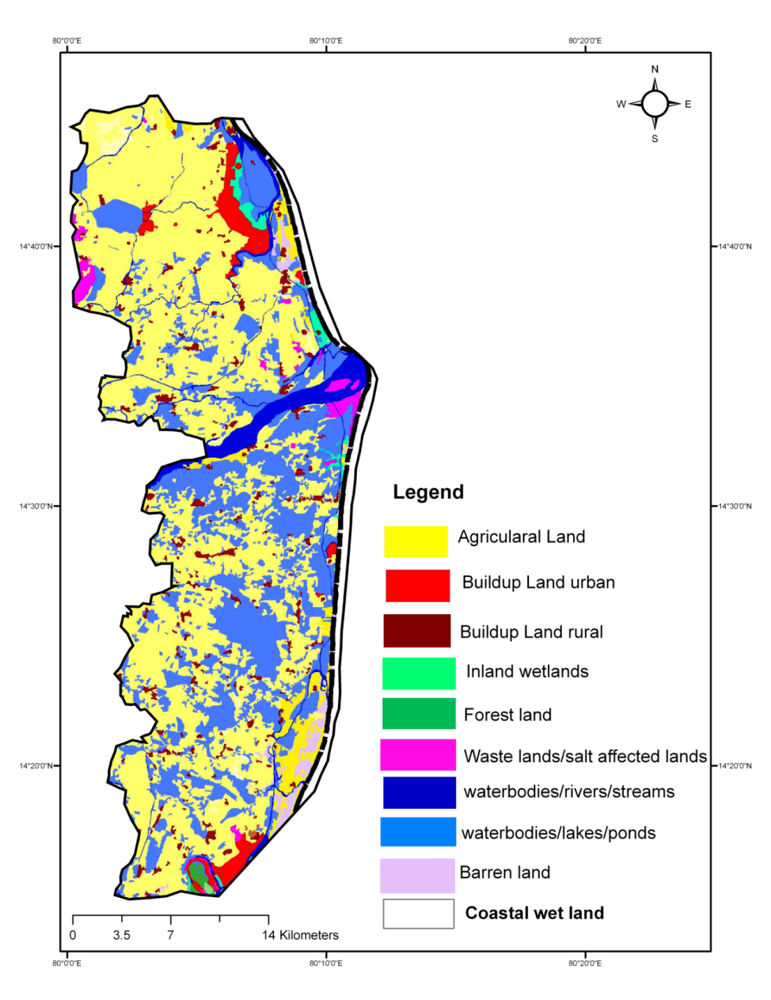 80°0'0"E 80°10'0"E 80°20'0"E
N
W E
S
14°40'0"N 14°40'0"N
14°30'0"N 14°30'0"N
Legend
Agricularal Land
Buildup Land urban
Buildup Land rural
Inland wetlands
Forest land
Waste lands/salt affected lands
14°20'0"N 14°20'0"N
waterbodies/rivers/streams
waterbodies/lakes/ponds
Barren land
Coastal wet land
0 3.5 7 14 Kilometers
80°0'0"E 80°10'0"E 80°20'0"E